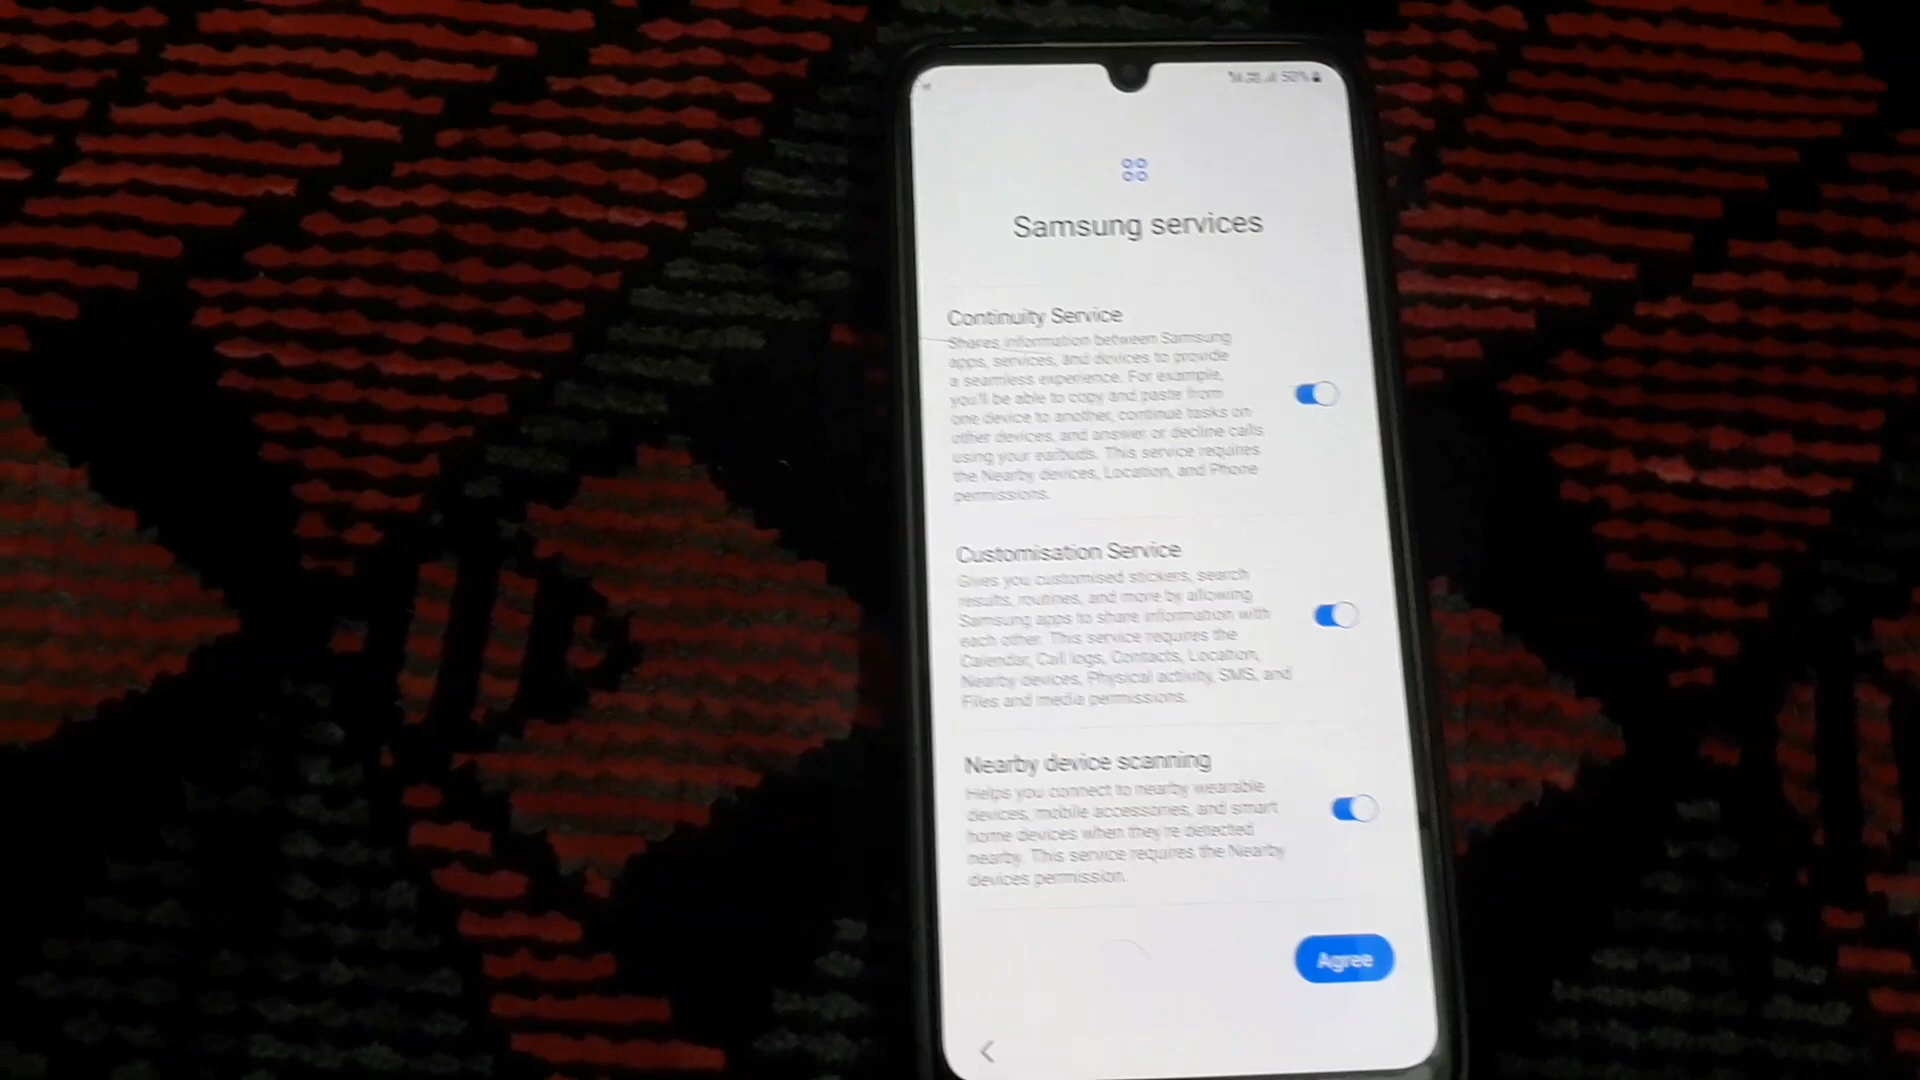 50%
Samsung services
Continuity Service
Shares information between Samsung
apps, services, and devices to provide
a seamless experience. For example,
you'll be able to copy and paste from
one device to another, continue tasks on
other devices, and answer or decline calls
using your earbuds. This service requires
the Nearby devices, Location, and Phone
permissions.
Customisation Service
Gives you customised stickers, search
results, routines, and more by allowing
Samsung apps to share information with
each other. This service requires the
Calendar, Call logs, Contacts, Location,
Nearby devices, Physical activity, SMS, and
Files and media permissions.
Nearby device scanning
Helps you connect to nearby wearable
devices, mobile accessories, and smart
home devices when they're detected
nearby. This service requires the Nearby
devices permission.
Agree